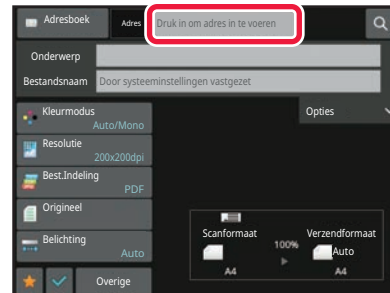 Adresboek
Adres
Druk in om adres in te voeren
Onderwerp
Bestandsnaam
Door systeeminstellingen vastgezet
Kleurmodus
Auto/Mono
Opties
Resolutie
200x200dpi
Best.Indeling
PDF
Origineel
Belichting
Auto
Scanformaat
100%
Verzendformaat
Auto
A4
A4
Overige